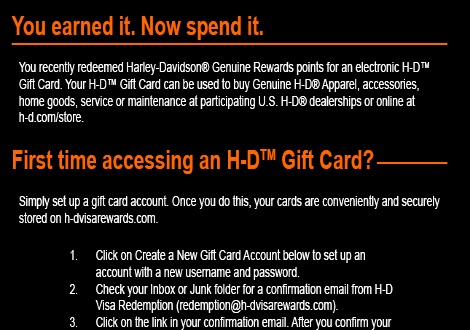 You earned it. Now spend it.
You recently redeemed Harley-Davidson® Genuine Rewards points for an electronic H-D™
Gift Card. Your H-D™ Gift Card can be used to buy Genuine H-D® Apparel, accessories,
home goods, service or maintenance at participating U.S. H-D® dealerships or online at
h-d.com/store.
First time accessing an H-D™ Gift Card?
Simply set up a gift card account. Once you do this, your cards are conveniently and securely
stored on h-dvisarewards.com.
1. Click on Create a New Gift Card Account below to set up an
account with a new username and password.
2. Check your Inbox or Junk folder for a confirmation email from H-D
Visa Redemption (redemption@h-dvisarewards.com).
3. Click on the link in your confirmation email. After you confirm your